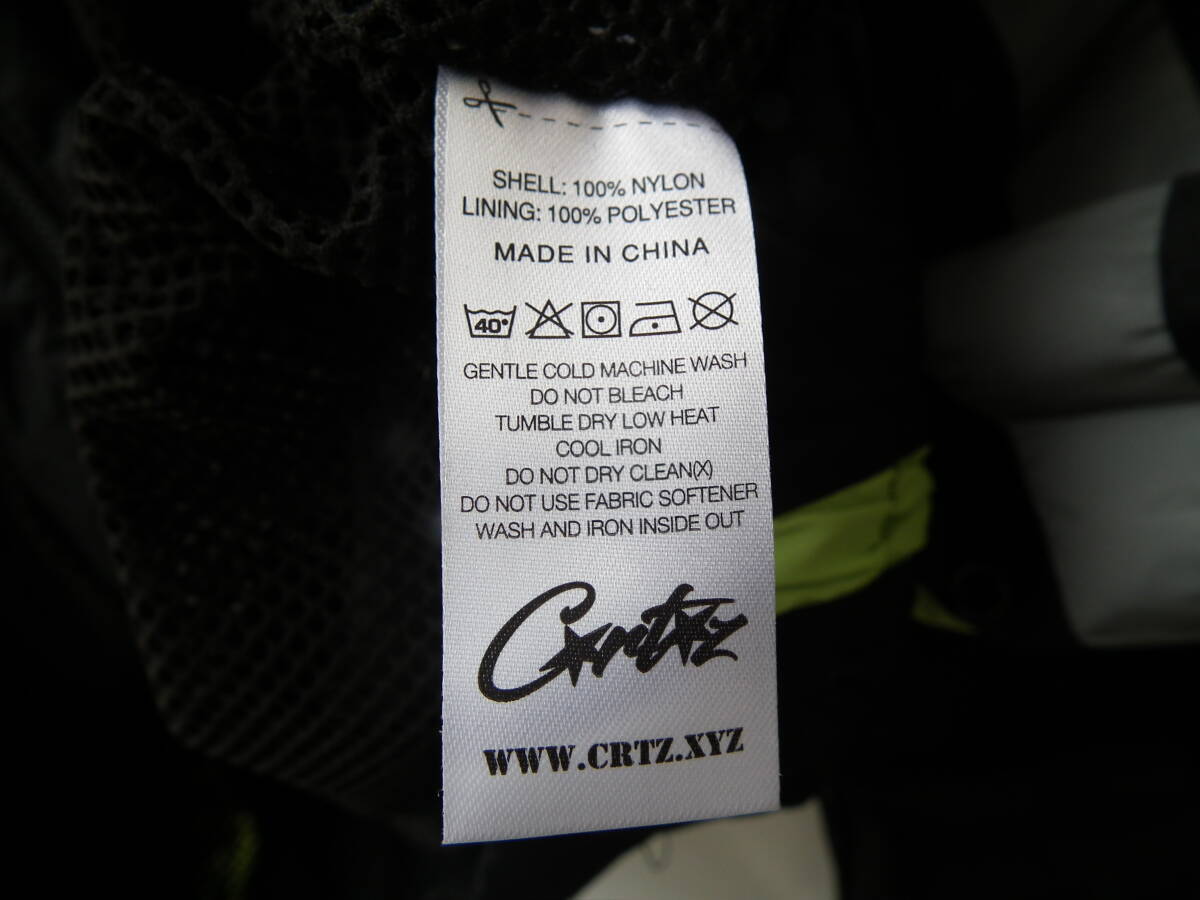 SHELL: 100% NYLON
LINING: 100% POLYESTER
MADE IN CHINA
40°
GENTLE COLD MACHINE WASH
DO NOT BLEACH
TUMBLE DRY LOW HEAT
COOL IRON
DO NOT DRY CLEAN(X)
DO NOT USE FABRIC SOFTENER
WASH AND IRON INSIDE OUT
Crtz
WWW.CRTZ.XYZ